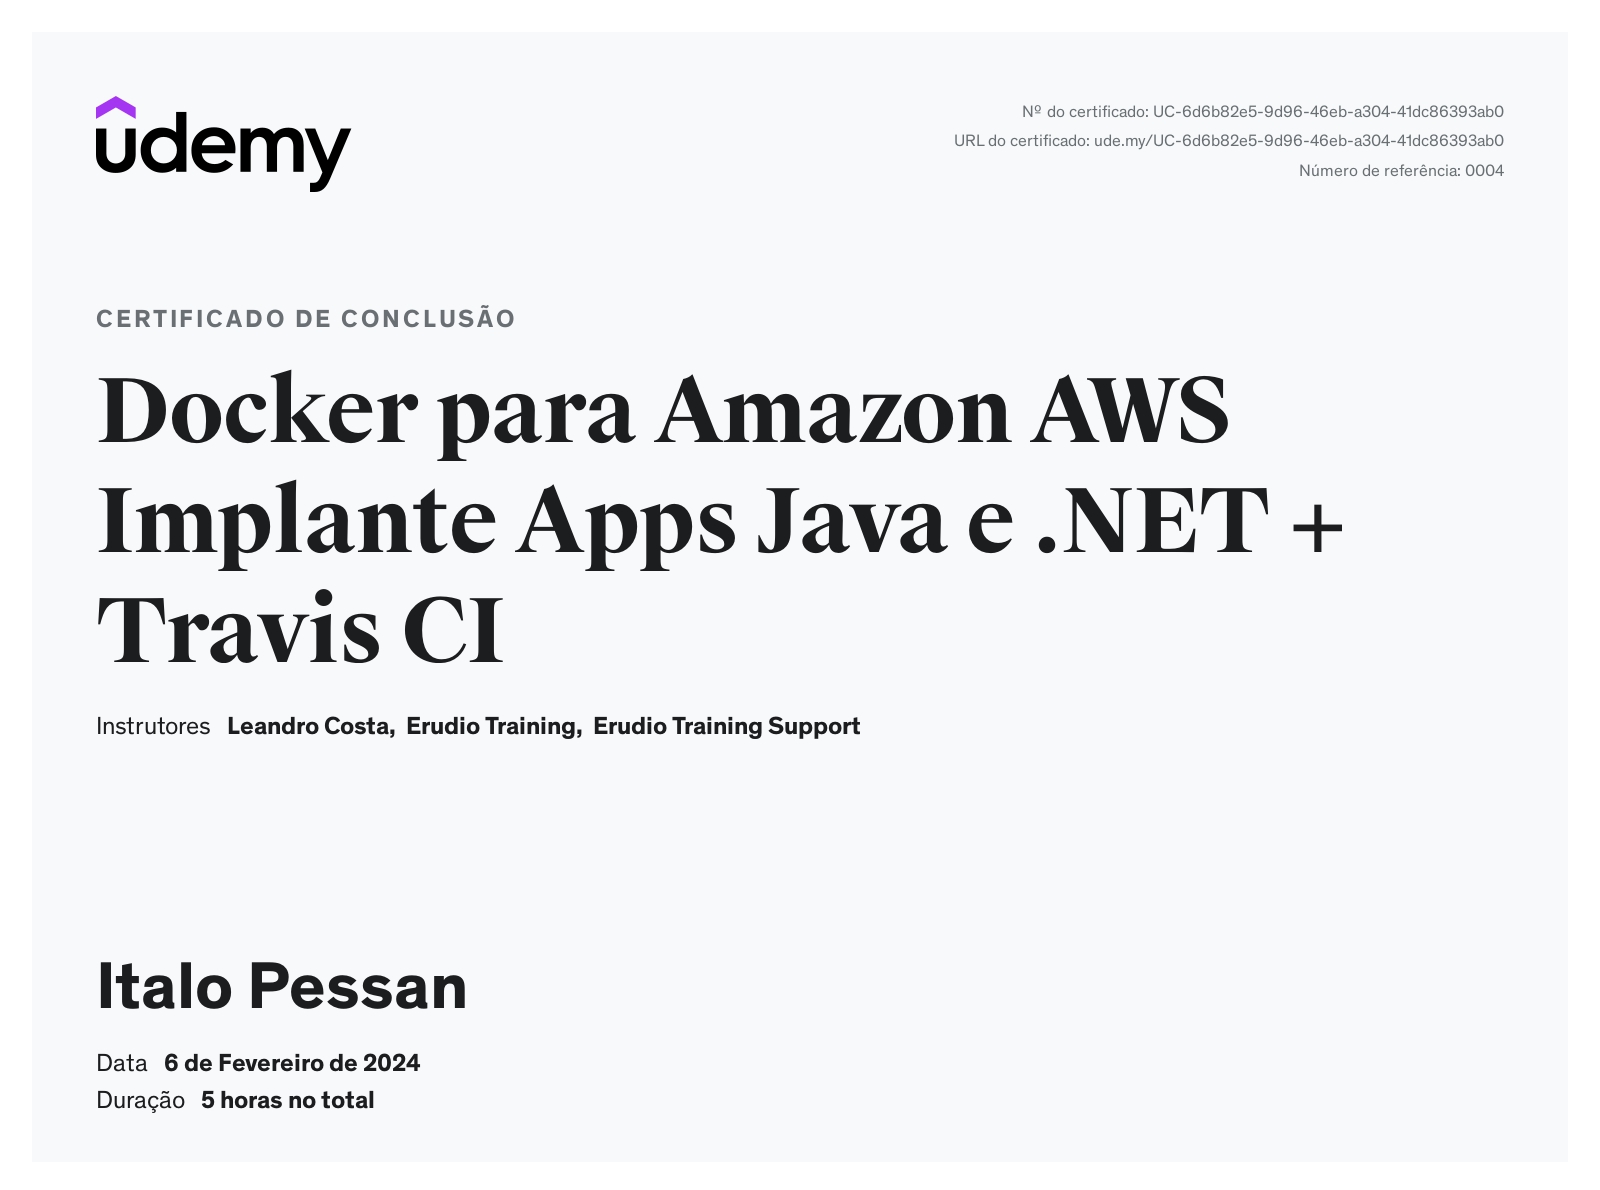 udemy
Nº do certificado: UC-6d6b82e5-9d96-46eb-a304-41dc86393ab0
URL do certificado: ude.my/UC-6d6b82e5-9d96-46eb-a304-41dc86393ab0
Número de referência: 0004
CERTIFICADO DE CONCLUSÃO
Docker para Amazon AWS
Implante Apps Java e .NET +
Travis CI
Instrutores Leandro Costa, Erudio Training, Erudio Training Support
Italo Pessan
Data 6 de Fevereiro de 2024
Duração 5 horas no total